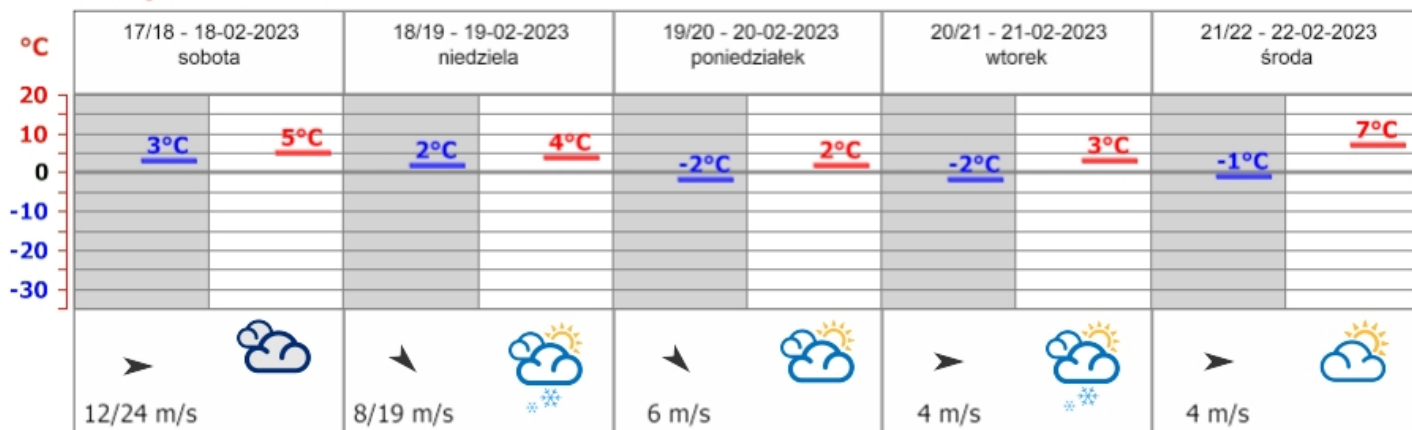 17/18 - 18-02-2023
sobota
18/19 - 19-02-2023
niedziela
19/20 - 20-02-2023
poniedziałek
20/21 - 21-02-2023
wtorek
21/22 - 22-02-2023
środa
°C
20
10
0
-10
-20
-30
3°C
5°C
2°C
4°C
-2°C
2°C
-2°C
3°C
-1°C
7°C
12/24 m/s
8/19 m/s
6 m/s
4 m/s
4 m/s